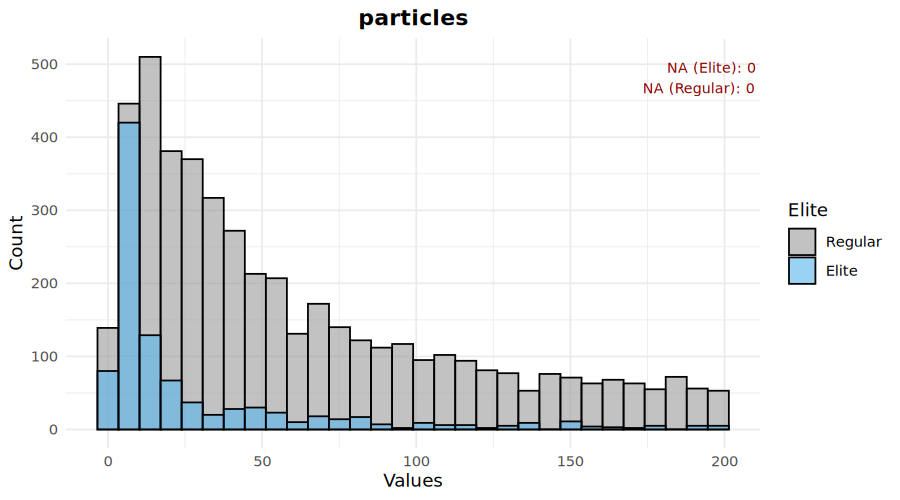 particles
500
400
300
200
100
0
Count
NA (Elite): 0
NA (Regular): 0
0 50 100 150 200
Values
Elite
Regular
Elite